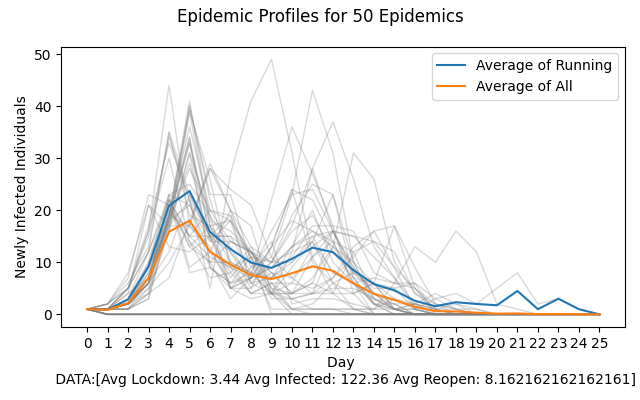 Epidemic Profiles for 50 Epidemics
50
40
30
20
10
0
Newly Infected Individuals
Average of Running
Average of All
0 1 2 3 4 5 6 7 8 9 10 11 12 13 14 15 16 17 18 19 20 21 22 23 24 25
Day
DATA:[Avg Lockdown: 3.44 Avg Infected: 122.36 Avg Reopen: 8.162162162162161]